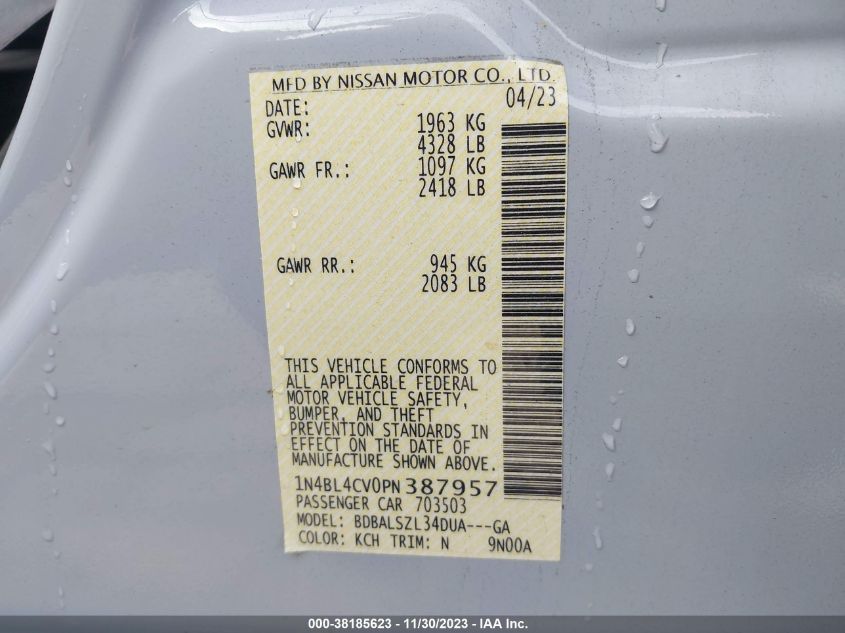 MFD BY NISSAN MOTOR CO., LTD.
DATE: 04/23
GVWR: 1963 KG
4328 LB
GAWR FR.: 1097 KG
2418 LB
GAWR RR.: 945 KG
2083 LB
THIS VEHICLE CONFORMS TO
ALL APPLICABLE FEDERAL
MOTOR VEHICLE SAFETY,
BUMPER, AND THEFT
PREVENTION STANDARDS IN
EFFECT ON THE DATE OF
MANUFACTURE SHOWN ABOVE.
1N4BL4CV0PN387957
PASSENGER CAR 703503
MODEL: BDBALSZL34DUA---GA
COLOR: KCH TRIM: N 9N00A
000-38185623 - 11/30/2023 - IAA Inc.